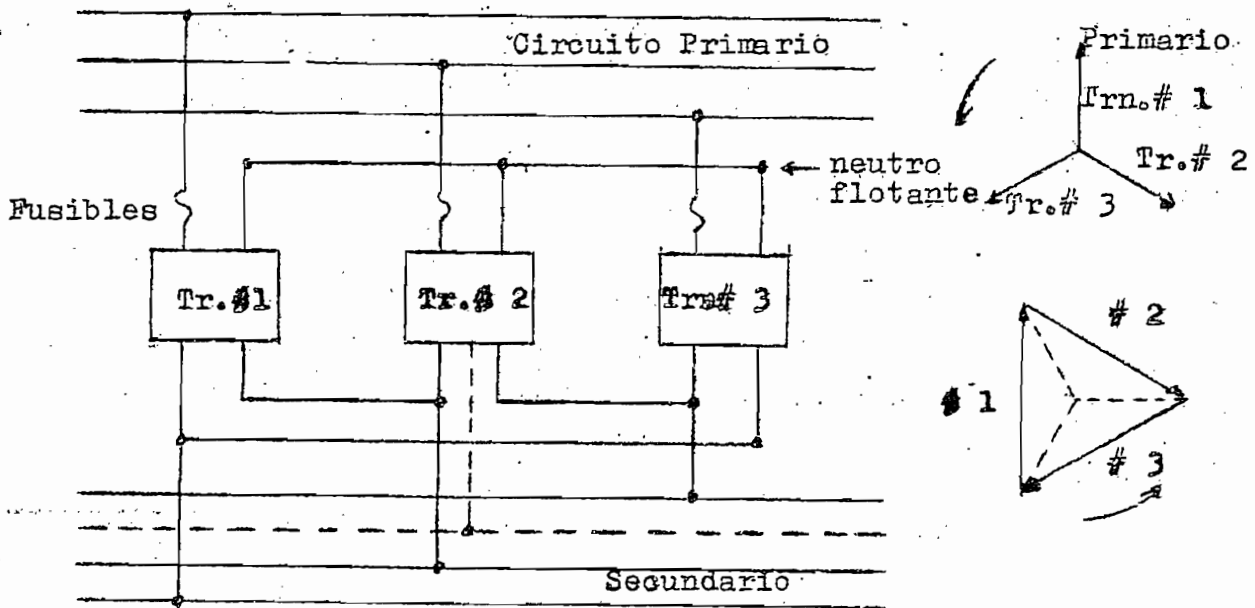 Circuito Primario
Primario
Trn.# 1
Tr.# 2
neutro
flotante
Tr.# 3
Fusibles
Tr.#1
Tr.# 2
Trn# 3
# 2
# 1
# 3
Secundario